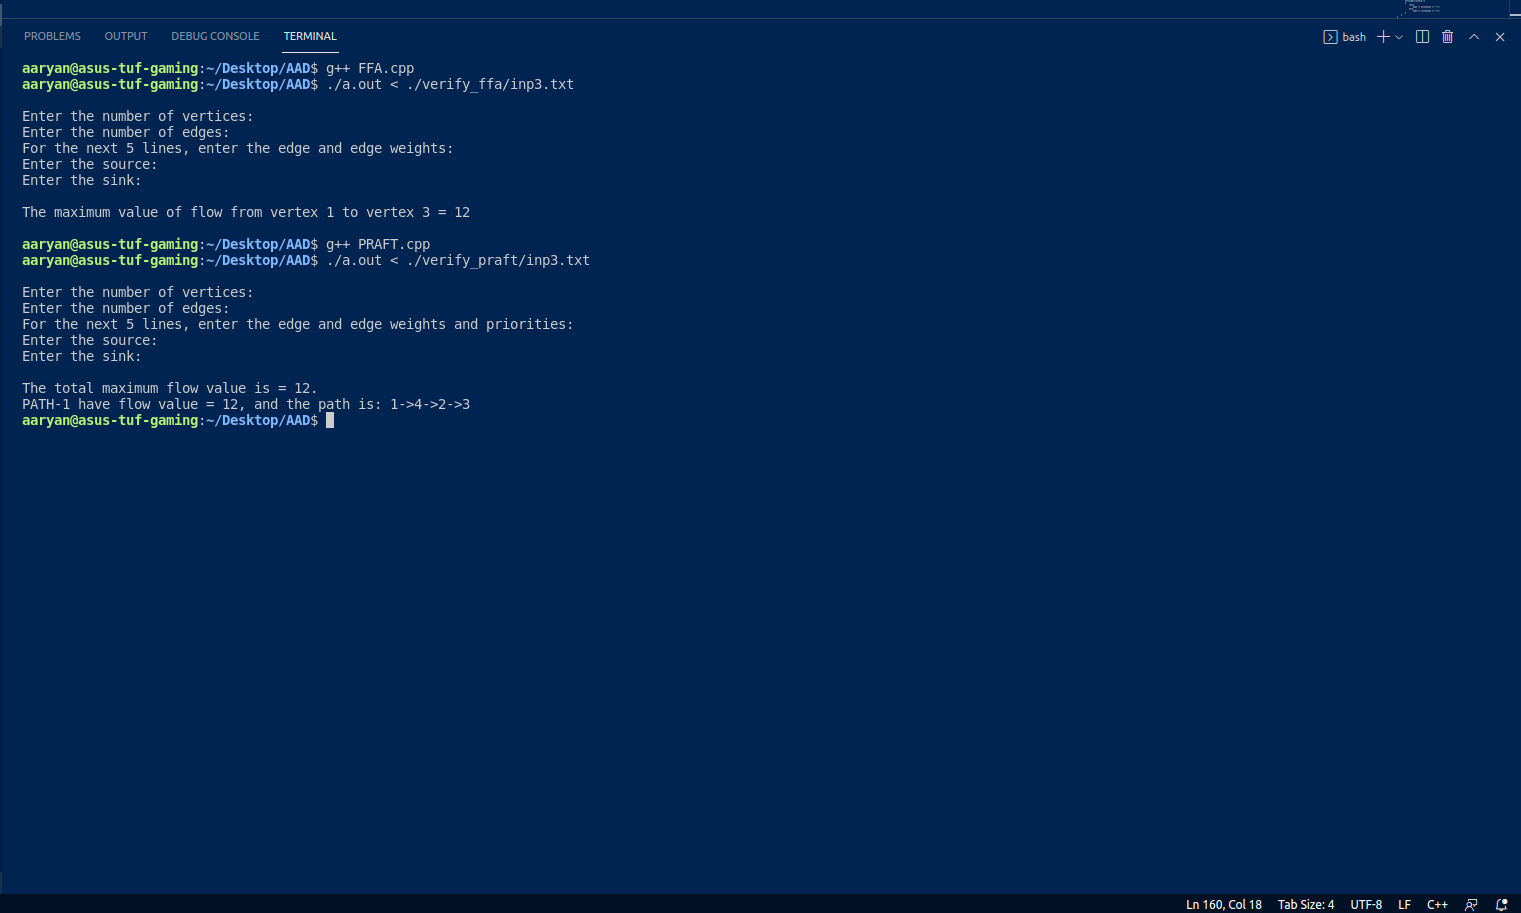 PROBLEMS OUTPUT DEBUG CONSOLE TERMINAL bash
aaryan@asus-tuf-gaming:~/Desktop/AAD$ g++ FFA.cpp
aaryan@asus-tuf-gaming:~/Desktop/AAD$ ./a.out < ./verify_ffa/inp3.txt
Enter the number of vertices:
Enter the number of edges:
For the next 5 lines, enter the edge and edge weights:
Enter the source:
Enter the sink:
The maximum value of flow from vertex 1 to vertex 3 = 12
aaryan@asus-tuf-gaming:~/Desktop/AAD$ g++ PRAFT.cpp
aaryan@asus-tuf-gaming:~/Desktop/AAD$ ./a.out < ./verify_praft/inp3.txt
Enter the number of vertices:
Enter the number of edges:
For the next 5 lines, enter the edge and edge weights and priorities:
Enter the source:
Enter the sink:
The total maximum flow value is = 12.
PATH-1 have flow value = 12, and the path is: 1->4->2->3
aaryan@asus-tuf-gaming:~/Desktop/AAD$
Ln 160, Col 18 Tab Size: 4 UTF-8 LF C++